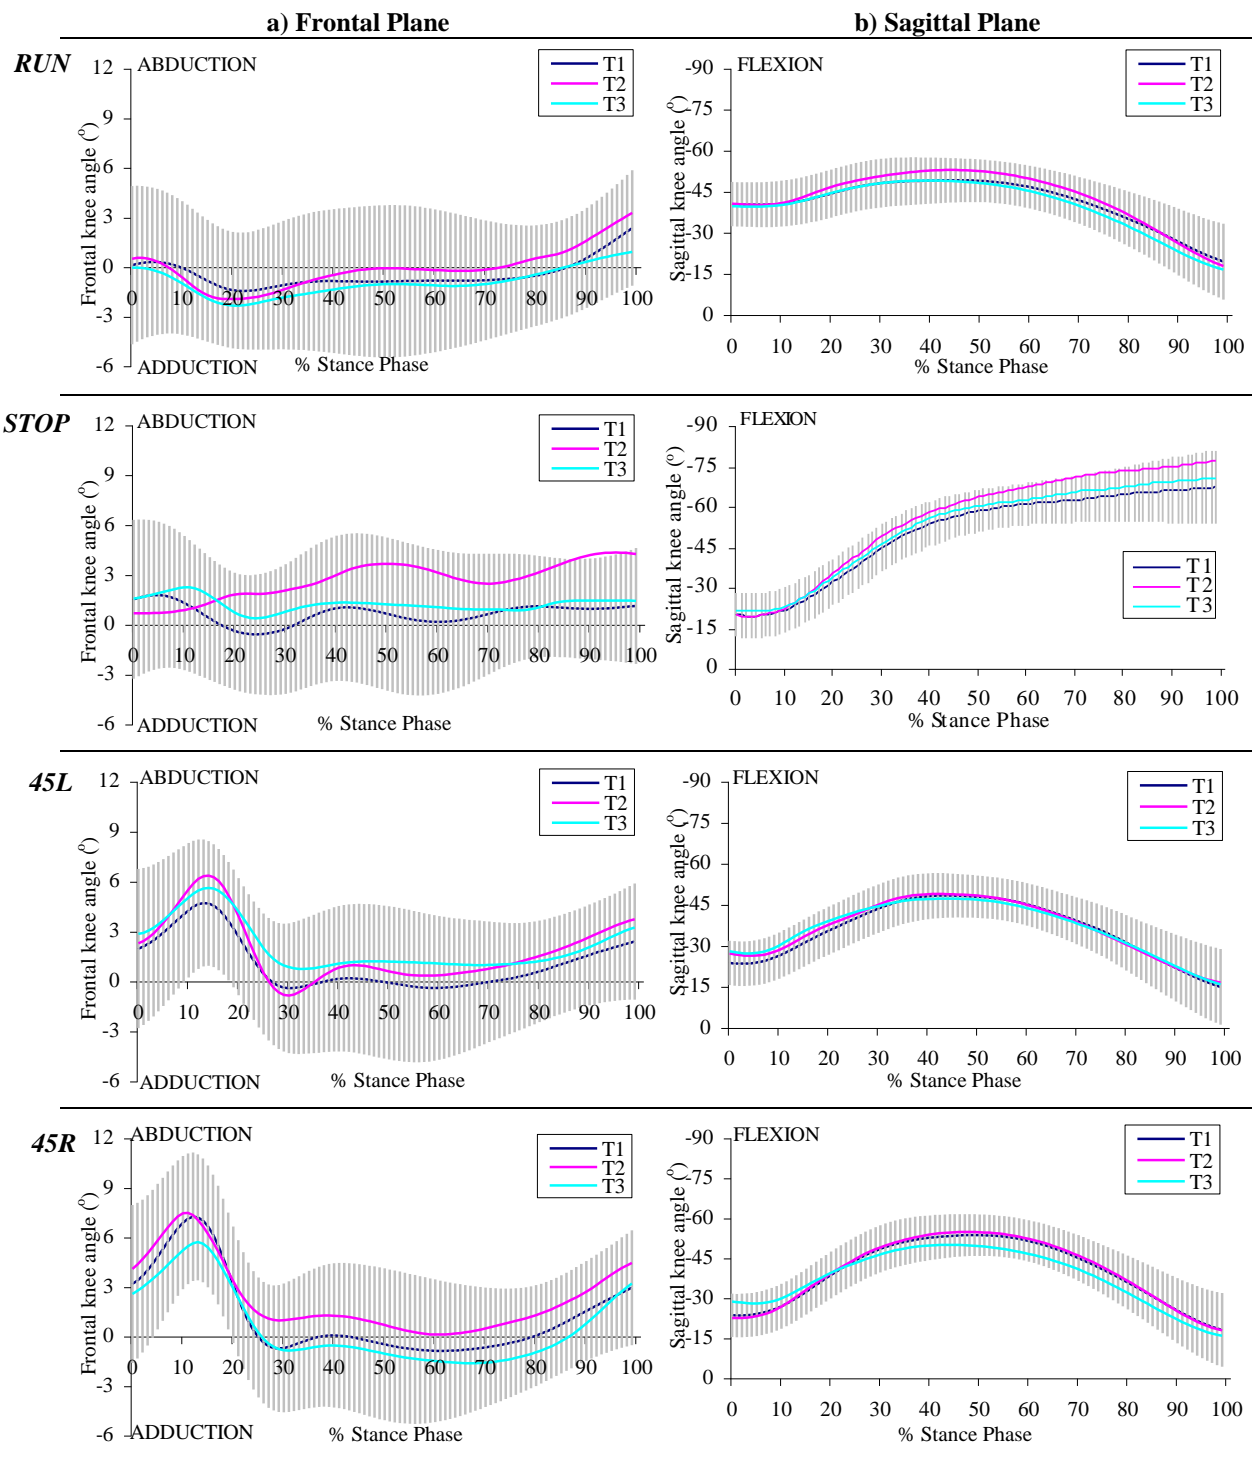 a) Frontal Plane
b) Sagittal Plane
RUN
12
ABDUCTION
T1
T2
T3
9
6
3
0
-3
-6
Frontal knee angle (º)
0 10 20 30 40 50 60 70 80 90 100
ADDUCTION
% Stance Phase
-90
FLEXION
T1
T2
T3
-75
-60
-45
-30
-15
0
Sagittal knee angle (º)
0 10 20 30 40 50 60 70 80 90 100
% Stance Phase
STOP
12
ABDUCTION
T1
T2
T3
9
6
3
0
-3
-6
Frontal knee angle (º)
0 10 20 30 40 50 60 70 80 90 100
ADDUCTION
% Stance Phase
-90
FLEXION
-75
-60
-45
-30
-15
0
Sagittal knee angle (º)
T1
T2
T3
0 10 20 30 40 50 60 70 80 90 100
% Stance Phase
45L
12
ABDUCTION
T1
T2
T3
9
6
3
0
-3
-6
Frontal knee angle (º)
0 10 20 30 40 50 60 70 80 90 100
ADDUCTION
% Stance Phase
-90
FLEXION
T1
T2
T3
-75
-60
-45
-30
-15
0
Sagittal knee angle (º)
0 10 20 30 40 50 60 70 80 90 100
% Stance Phase
45R
12
ABDUCTION
T1
T2
T3
9
6
3
0
-3
-6
Frontal knee angle (º)
0 10 20 30 40 50 60 70 80 90 100
ADDUCTION
% Stance Phase
-90
FLEXION
T1
T2
T3
-75
-60
-45
-30
-15
0
Sagittal knee angle (º)
0 10 20 30 40 50 60 70 80 90 100
% Stance Phase